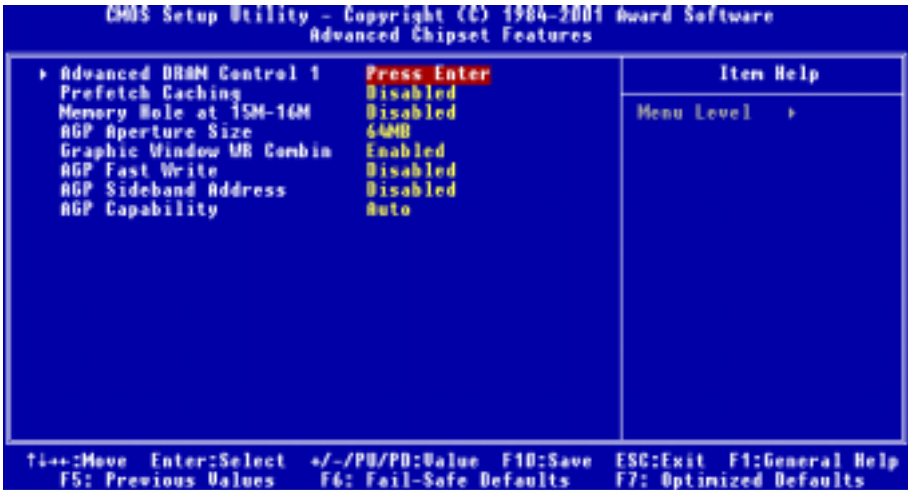 CMOS Setup Utility - Copyright (C) 1984-2001 Award Software
Advanced Chipset Features
Advanced DRAM Control 1 Press Enter
Prefetch Caching Disabled
Memory Hole at 15M-16M Disabled
AGP Aperture Size 64MB
Graphic Window WR Combin Enabled
AGP Fast Write Disabled
AGP Sideband Address Disabled
AGP Capability Auto
Item Help
Menu Level
↑↓→←:Move Enter:Select +/-/PU/PD:Value F10:Save ESC:Exit F1:General Help
F5: Previous Values F6: Fail-Safe Defaults F7: Optimized Defaults